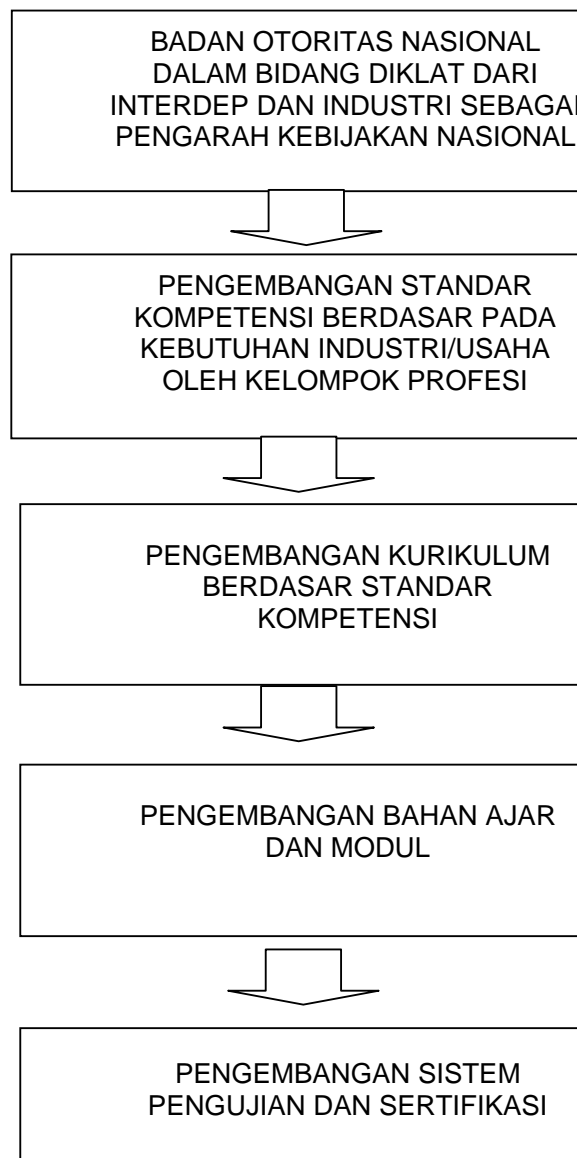 BADAN OTORITAS NASIONAL
DALAM BIDANG DIKLAT DARI
INTERDEP DAN INDUSTRI SEBAGAI
PENGARAH KEBIJAKAN NASIONAL
PENGEMBANGAN STANDAR
KOMPETENSI BERDASAR PADA
KEBUTUHAN INDUSTRI/USAHA
OLEH KELOMPOK PROFESI
PENGEMBANGAN KURIKULUM
BERDASAR STANDAR
KOMPETENSI
PENGEMBANGAN BAHAN AJAR
DAN MODUL
PENGEMBANGAN SISTEM
PENGUJIAN DAN SERTIFIKASI